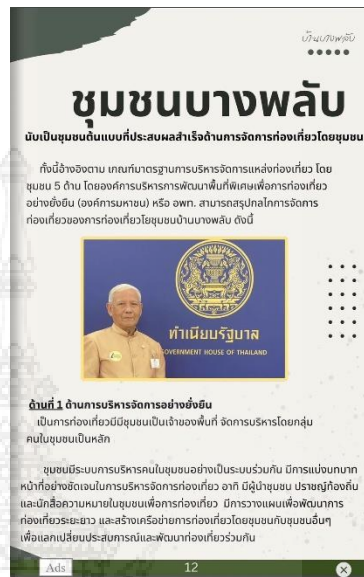 บ้านบางพลับ
ชุมชนบางพลับ
นับเป็นชุมชนต้นแบบที่ประสบผลสำเร็จด้านการจัดการท่องเที่ยวโดยชุมชน
ทั้งนี้อ้างอิงตาม เกณฑ์มาตรฐานการบริหารจัดการแหล่งท่องเที่ยว โดย
ชุมชน 5 ด้าน โดยองค์การบริหารการพัฒนาพื้นที่พิเศษเพื่อการท่องเที่ยว
อย่างยั่งยืน (องค์การมหาชน) หรือ อพท. สามารถสรุปกลไกการจัดการ
ท่องเที่ยวของการท่องเที่ยวโยชุมชนบ้านบางพลับ ดังนี้
ทำเนียบรัฐบาล
GOVERNMENT HOUSE OF THAILAND
ด้านที่ 1 ด้านการบริหารจัดการอย่างยั่งยืน
เป็นการท่องเที่ยวมีมีชุมชนเป็นเจ้าของพื้นที่ จัดการบริหารโดยกลุ่ม
คนในชุมชนเป็นหลัก
ชุมชนมีระบบการบริหารคนในชุมชนอย่างเป็นระบบร่วมกัน มีการแบ่งบทบาท
หน้าที่อย่างชัดเจนในการบริหารจัดการท่องเที่ยว อาทิ มีผู้นำชุมชน ปราชญ์ท้องถิ่น
และนักสื่อความหมายในชุมชนเพื่อการท่องเที่ยว มีการวางแผนเพื่อพัฒนาการ
ท่องเที่ยวระยะยาว และสร้างเครือข่ายการท่องเที่ยวโดยชุมชนกับชุมชนอื่นๆ
เพื่อแลกเปลี่ยนประสบการณ์และพัฒนาท่องเที่ยวร่วมกัน
Ads
12